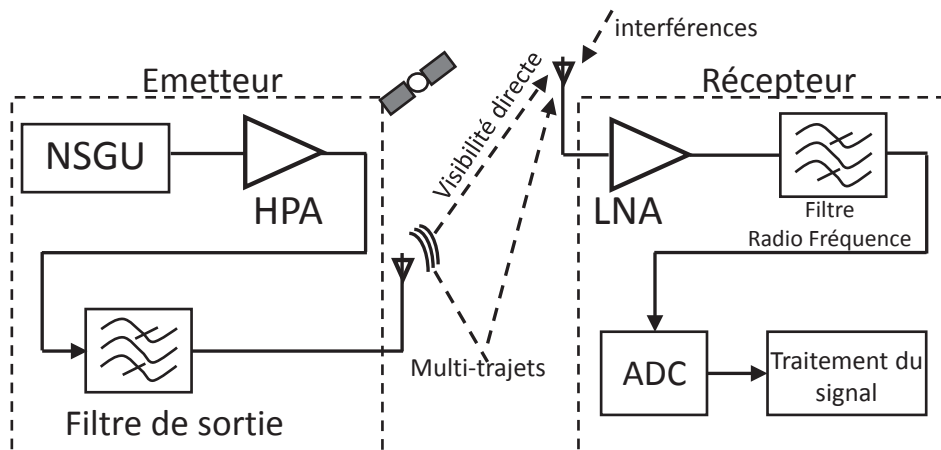 interférences
Emetteur
Récepteur
NSGU
Visibilité directe
HPA
LNA
Filtre
Radio Fréquence
Multi-trajets
ADC
Traitement du
signal
Filtre de sortie